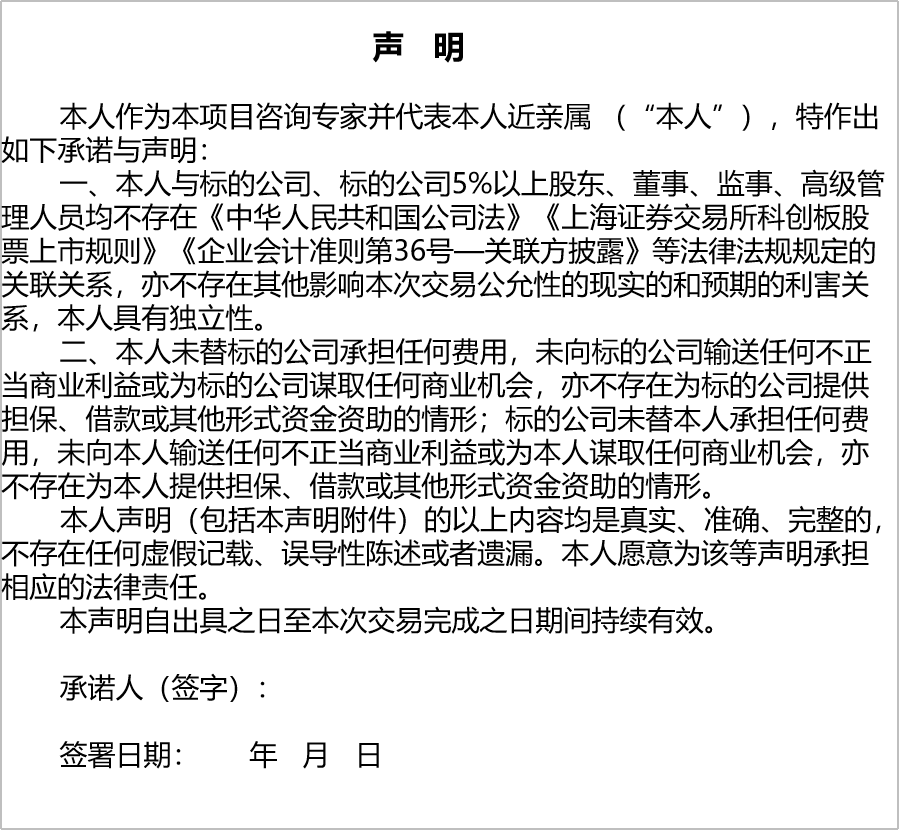 声 明
本人作为本项目咨询专家并代表本人近亲属 （“本人”），特作出
如下承诺与声明：
一、本人与标的公司、标的公司5%以上股东、董事、监事、高级管
理人员均不存在《中华人民共和国公司法》《上海证券交易所科创板股
票上市规则》《企业会计准则第36号—关联方披露》等法律法规规定的
关联关系，亦不存在其他影响本次交易公允性的现实的和预期的利害关
系，本人具有独立性。
二、本人未替标的公司承担任何费用，未向标的公司输送任何不正
当商业利益或为标的公司谋取任何商业机会，亦不存在为标的公司提供
担保、借款或其他形式资金资助的情形；标的公司未替本人承担任何费
用，未向本人输送任何不正当商业利益或为本人谋取任何商业机会，亦
不存在为本人提供担保、借款或其他形式资金资助的情形。
本人声明（包括本声明附件）的以上内容均是真实、准确、完整的，
不存在任何虚假记载、误导性陈述或者遗漏。本人愿意为该等声明承担
相应的法律责任。
本声明自出具之日至本次交易完成之日期间持续有效。
承诺人（签字）：
签署日期： 年 月 日